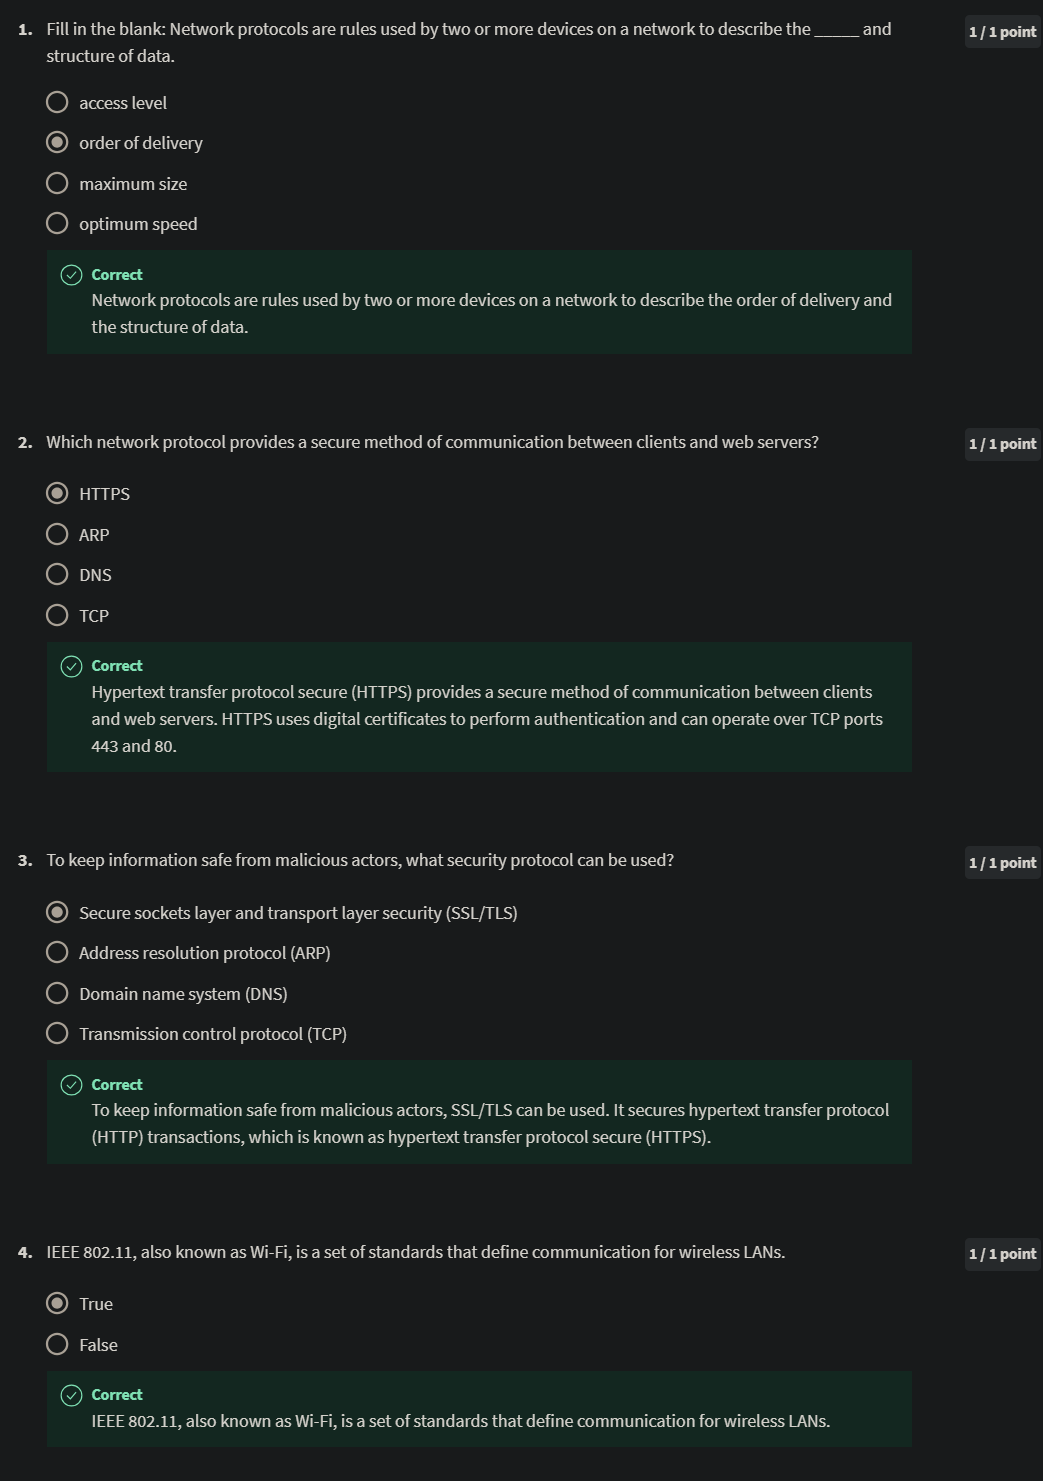 1. Fill in the blank: Network protocols are rules used by two or more devices on a network to describe the _____ and
1 / 1 point
structure of data.
access level
order of delivery
maximum size
optimum speed
Correct
Network protocols are rules used by two or more devices on a network to describe the order of delivery and
the structure of data.
2. Which network protocol provides a secure method of communication between clients and web servers?
1 / 1 point
HTTPS
ARP
DNS
TCP
Correct
Hypertext transfer protocol secure (HTTPS) provides a secure method of communication between clients
and web servers. HTTPS uses digital certificates to perform authentication and can operate over TCP ports
443 and 80.
3. To keep information safe from malicious actors, what security protocol can be used?
1 / 1 point
Secure sockets layer and transport layer security (SSL/TLS)
Address resolution protocol (ARP)
Domain name system (DNS)
Transmission control protocol (TCP)
Correct
To keep information safe from malicious actors, SSL/TLS can be used. It secures hypertext transfer protocol
(HTTP) transactions, which is known as hypertext transfer protocol secure (HTTPS).
4. IEEE 802.11, also known as Wi-Fi, is a set of standards that define communication for wireless LANs.
1 / 1 point
True
False
Correct
IEEE 802.11, also known as Wi-Fi, is a set of standards that define communication for wireless LANs.